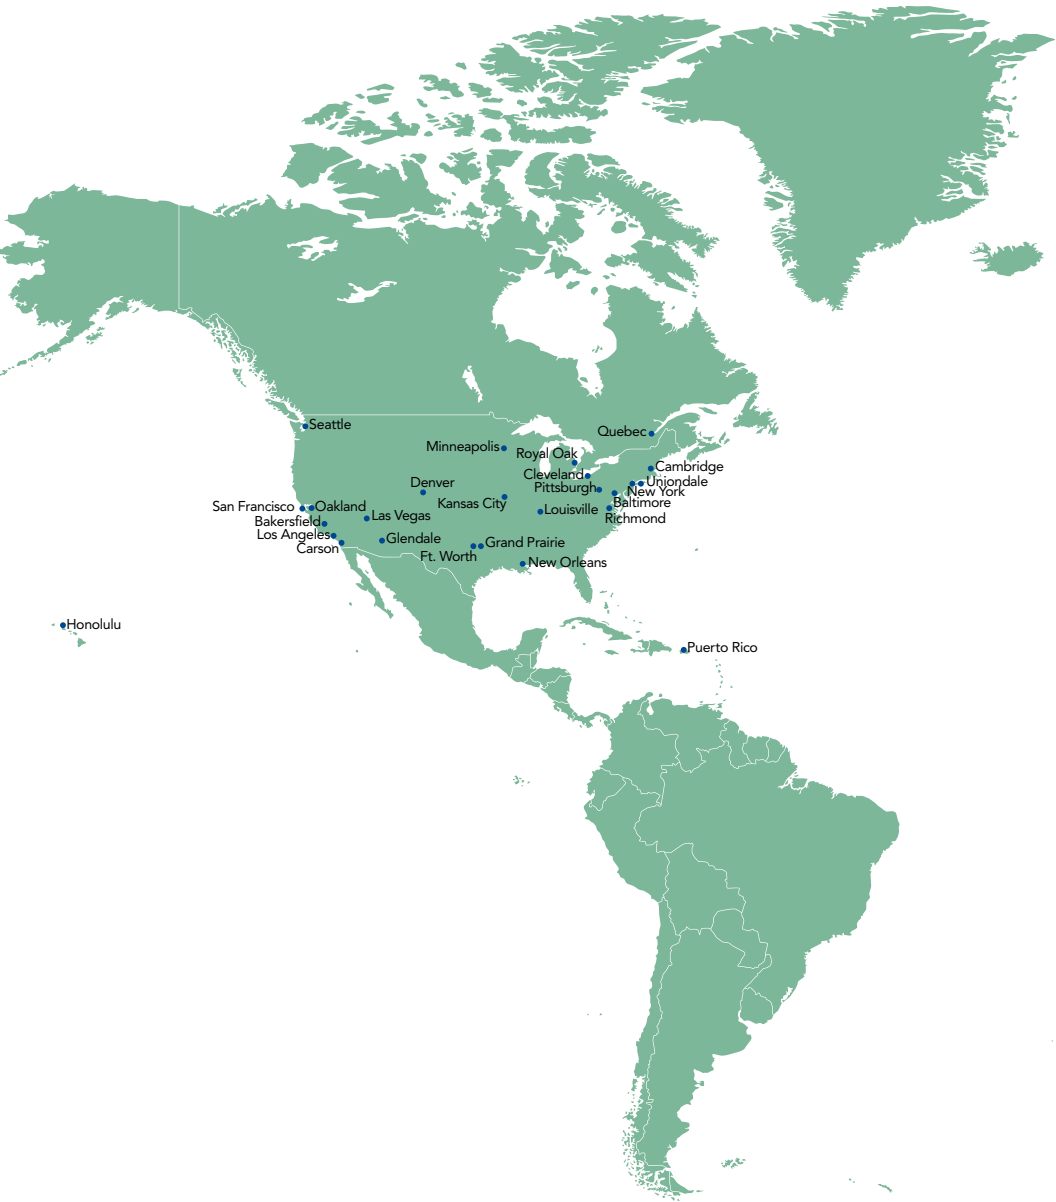 Seattle
Quebec
Minneapolis
Royal Oak
Cambridge
Cleveland
Uniondale
Denver
Pittsburgh
New York
Kansas City
Baltimore
San Francisco
Oakland
Louisville
Las Vegas
Richmond
Bakersfield
Los Angeles
Glendale
Grand Prairie
Carson
Ft. Worth
New Orleans
Honolulu
Puerto Rico